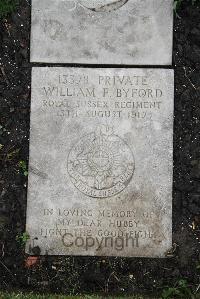 PRIVATE
WILLIAM F. BYFORD
ROYAL SUSSEX REGIMENT
13TH AUGUST 1917
IN LOVING MEMORY OF
MY DEAR HUBBY
FIGHT THE GOOD FIGHT
Copyright